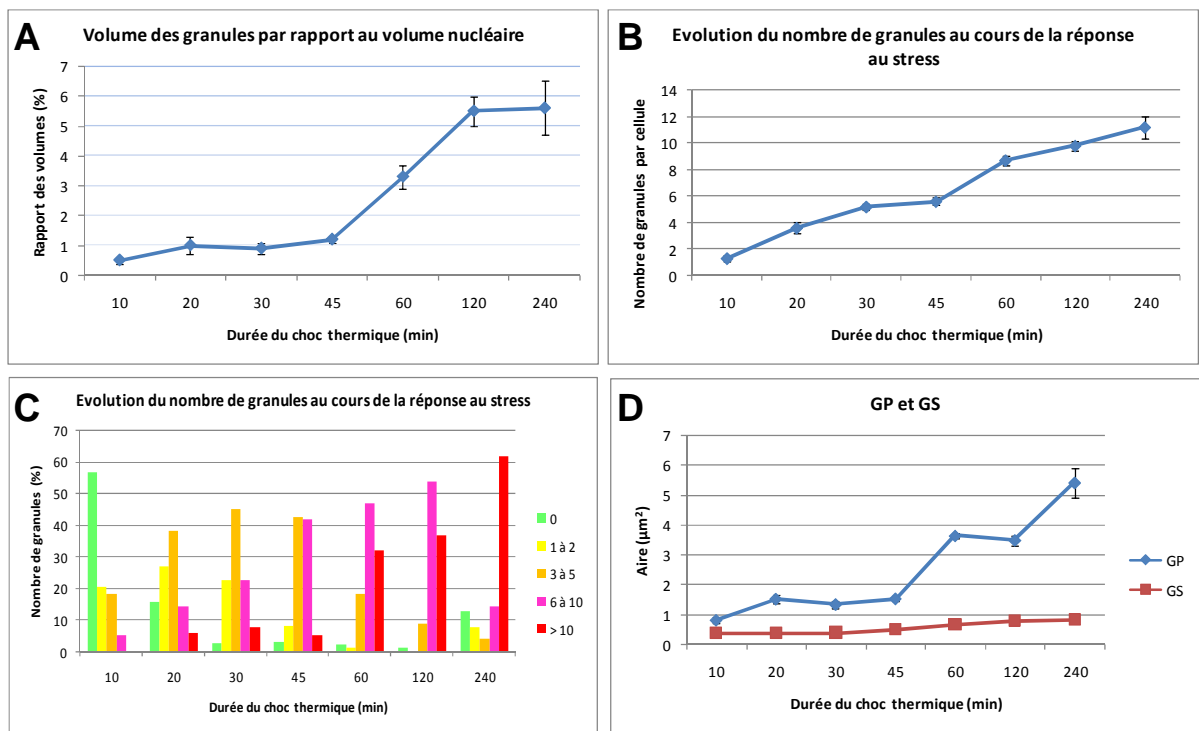 A
Volume des granules par rapport au volume nucléaire
Rapport des volumes (%)
7
6
5
4
3
2
1
0
10 20 30 45 60 120 240
Durée du choc thermique (min)
B
Evolution du nombre de granules au cours de la réponse
au stress
Nombre de granules par cellule
14
12
10
8
6
4
2
0
10 20 30 45 60 120 240
Durée du choc thermique (min)
C
Evolution du nombre de granules au cours de la réponse au stress
Nombre de granules (%)
70
60
50
40
30
20
10
0
10 20 30 45 60 120 240
Durée du choc thermique (min)
0
1 à 2
3 à 5
6 à 10
> 10
D
GP et GS
Aire (µm²)
7
6
5
4
3
2
1
0
10 20 30 45 60 120 240
Durée du choc thermique (min)
GP
GS